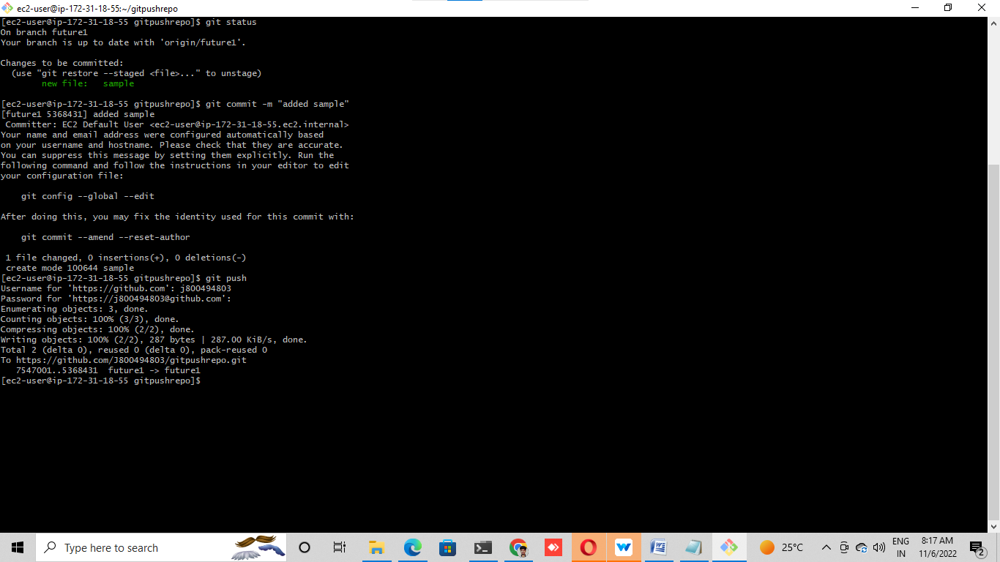 ec2-user@ip-172-31-18-55:~/gitpushrepo
[ec2-user@ip-172-31-18-55 gitpushrepo]$ git status
On branch future1
Your branch is up to date with 'origin/future1'.
Changes to be committed:
  (use "git restore --staged <file>..." to unstage)
        new file:   sample
[ec2-user@ip-172-31-18-55 gitpushrepo]$ git commit -m "added sample"
[future1 5368431] added sample
 Committer: EC2 Default User <ec2-user@ip-172-31-18-55.ec2.internal>
Your name and email address were configured automatically based
on your username and hostname. Please check that they are accurate.
You can suppress this message by setting them explicitly. Run the
following command and follow the instructions in your editor to edit
your configuration file:
    git config --global --edit
After doing this, you may fix the identity used for this commit with:
    git commit --amend --reset-author
 1 file changed, 0 insertions(+), 0 deletions(-)
 create mode 100644 sample
[ec2-user@ip-172-31-18-55 gitpushrepo]$ git push
Username for 'https://github.com': j800494803
Password for 'https://j800494803@github.com':
Enumerating objects: 3, done.
Counting objects: 100% (3/3), done.
Compressing objects: 100% (2/2), done.
Writing objects: 100% (2/2), 287 bytes | 287.00 KiB/s, done.
Total 2 (delta 0), reused 0 (delta 0), pack-reused 0
To https://github.com/J800494803/gitpushrepo.git
   7547001..5368431  future1 -> future1
[ec2-user@ip-172-31-18-55 gitpushrepo]$
Type here to search
25°C
ENG
IN
8:17 AM
11/6/2022
2